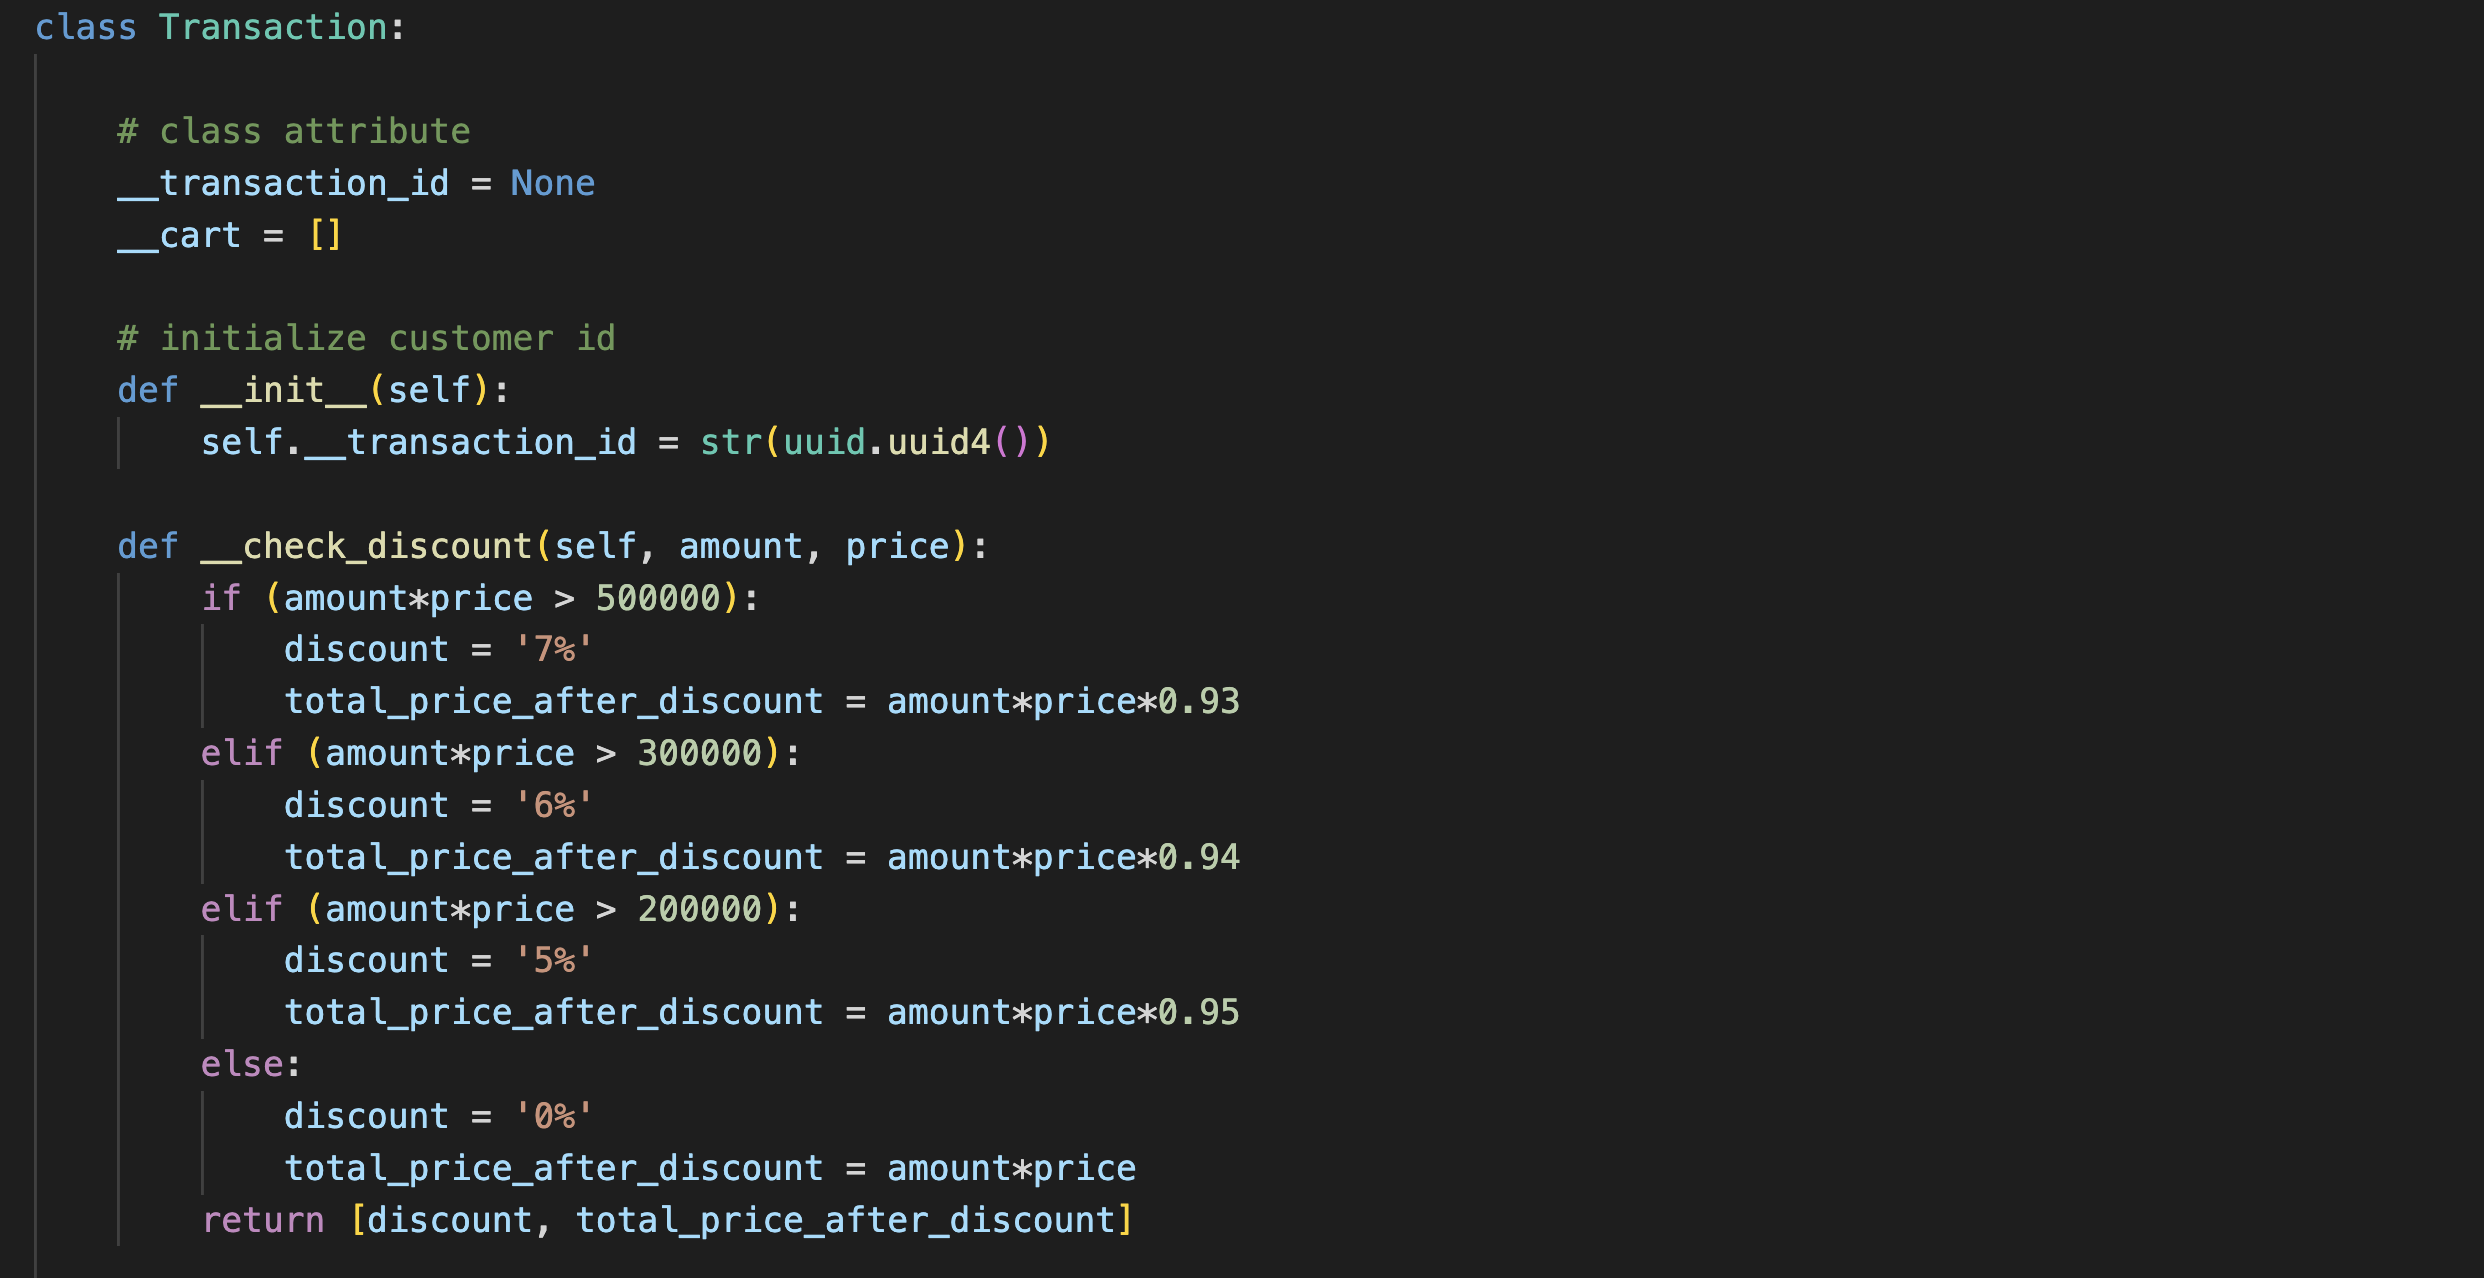 class Transaction:
    # class attribute
    __transaction_id = None
    __cart = []
    # initialize customer id
    def __init__(self):
        self.__transaction_id = str(uuid.uuid4())
    def __check_discount(self, amount, price):
        if (amount*price > 500000):
            discount = '7%'
            total_price_after_discount = amount*price*0.93
        elif (amount*price > 300000):
            discount = '6%'
            total_price_after_discount = amount*price*0.94
        elif (amount*price > 200000):
            discount = '5%'
            total_price_after_discount = amount*price*0.95
        else:
            discount = '0%'
            total_price_after_discount = amount*price
        return [discount, total_price_after_discount]